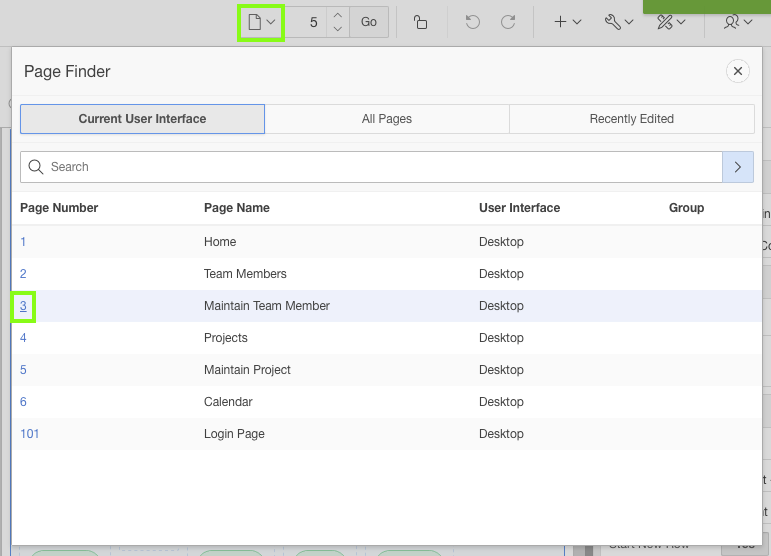 5 Go
Page Finder
Current User Interface All Pages Recently Edited
Search
Page Number Page Name User Interface Group
1 Home Desktop
2 Team Members Desktop
3 Maintain Team Member Desktop
4 Projects Desktop
5 Maintain Project Desktop
6 Calendar Desktop
101 Login Page Desktop